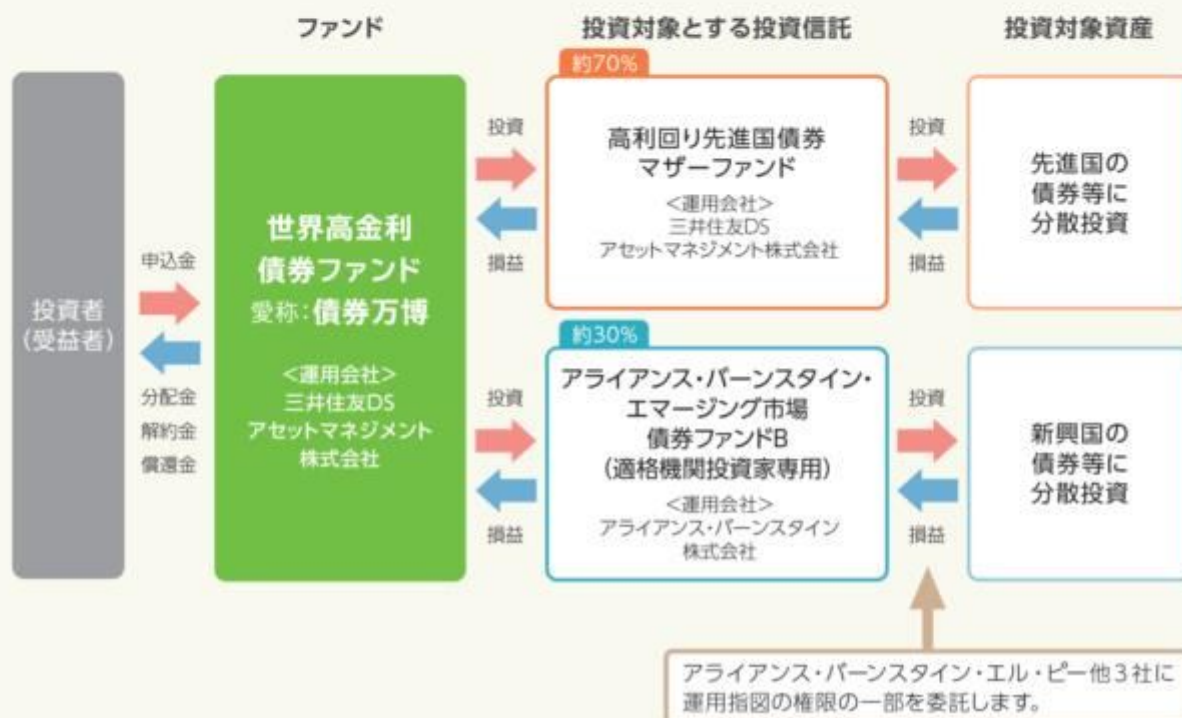 ファンド
投資対象とする投資信託
投資対象資産
投資者
(受益者)
申込金
分配金
解約金
償還金
世界高金利
債券ファンド
愛称：債券万博
＜運用会社＞
三井住友DS
アセットマネジメント
株式会社
投資
損益
約70%
高利回り先進国債券
マザーファンド
＜運用会社＞
三井住友DS
アセットマネジメント株式会社
投資
損益
先進国の
債券等に
分散投資
投資
損益
約30%
アライアンス・バーンスタイン・
エマージング市場
債券ファンドB
(適格機関投資家専用)
＜運用会社＞
アライアンス・バーンスタイン
株式会社
投資
損益
新興国の
債券等に
分散投資
アライアンス・バーンスタイン・エル・ピー他3社に
運用指図の権限の一部を委託します。